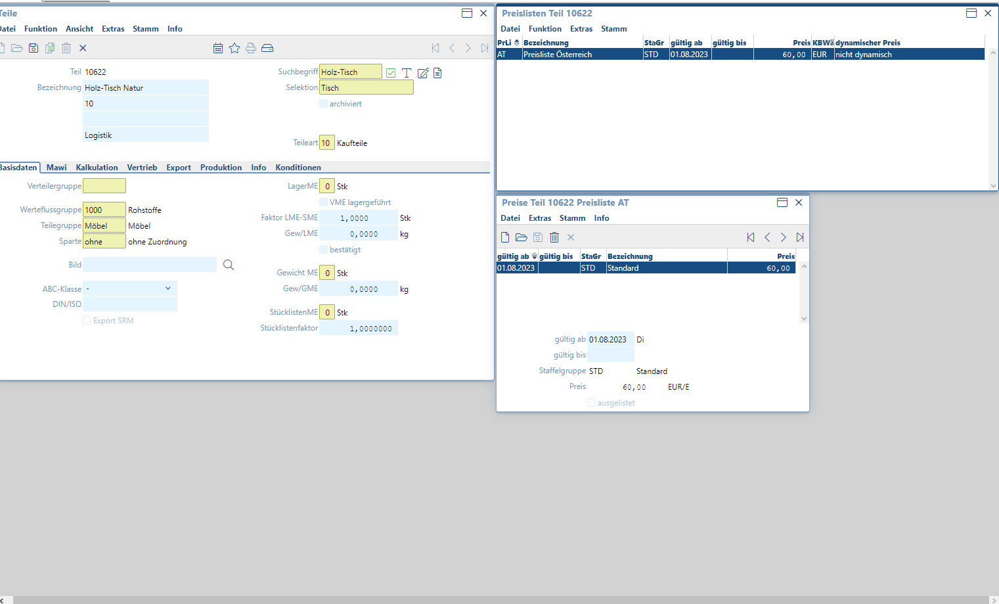 Teile
Datei Funktion Ansicht Extras Stamm Info
Teil 10622
Bezeichnung Holz-Tisch Natur
10
Logistik
Suchbegriff Holz-Tisch
Selektion Tisch
archiviert
Teileart 10 Kaufteile
Basisdaten Mawi Kalkulation Vertrieb Export Produktion Info Konditionen
Verteilergruppe
Werteflussgruppe 1000 Rohstoffe
Teilegruppe Möbel Möbel
Sparte ohne ohne Zuordnung
Bild
ABC-Klasse -
DIN/ISO
Export SRM
LagerME 0 Stk
VME lagergeführt
Faktor LME-SME 1,0000 Stk
Gew/LME 0,0000 kg
bestätigt
Gewicht ME 0 Stk
Gew/GME 0,0000 kg
StücklistenME 0 Stk
Stücklistenfaktor 1,0000000
Preislisten Teil 10622
Datei Funktion Extras Stamm
PrLi Bezeichnung StaGr gültig ab gültig bis Preis KBWä dynamischer Preis
AT Preisliste Österreich STD 01.08.2023 60,00 EUR nicht dynamisch
Preise Teil 10622 Preisliste AT
Datei Extras Stamm Info
gültig ab gültig bis StaGr Bezeichnung Preis
01.08.2023 STD Standard 60,00
gültig ab 01.08.2023 Di
gültig bis
Staffelgruppe STD Standard
Preis 60,00 EUR/E
ausgelistet